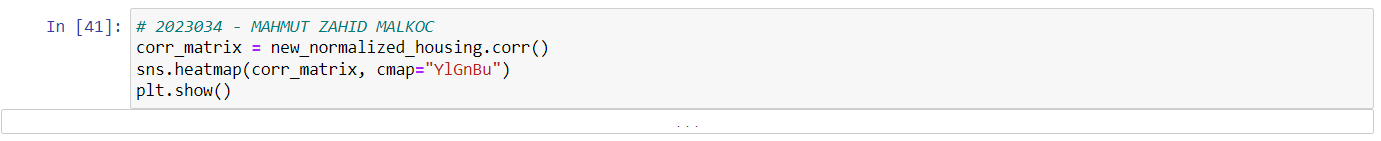 In [41]: # 2023034 - MAHMUT ZAHID MALKOC
corr_matrix = new_normalized_housing.corr()
sns.heatmap(corr_matrix, cmap="YlGnBu")
plt.show()
...